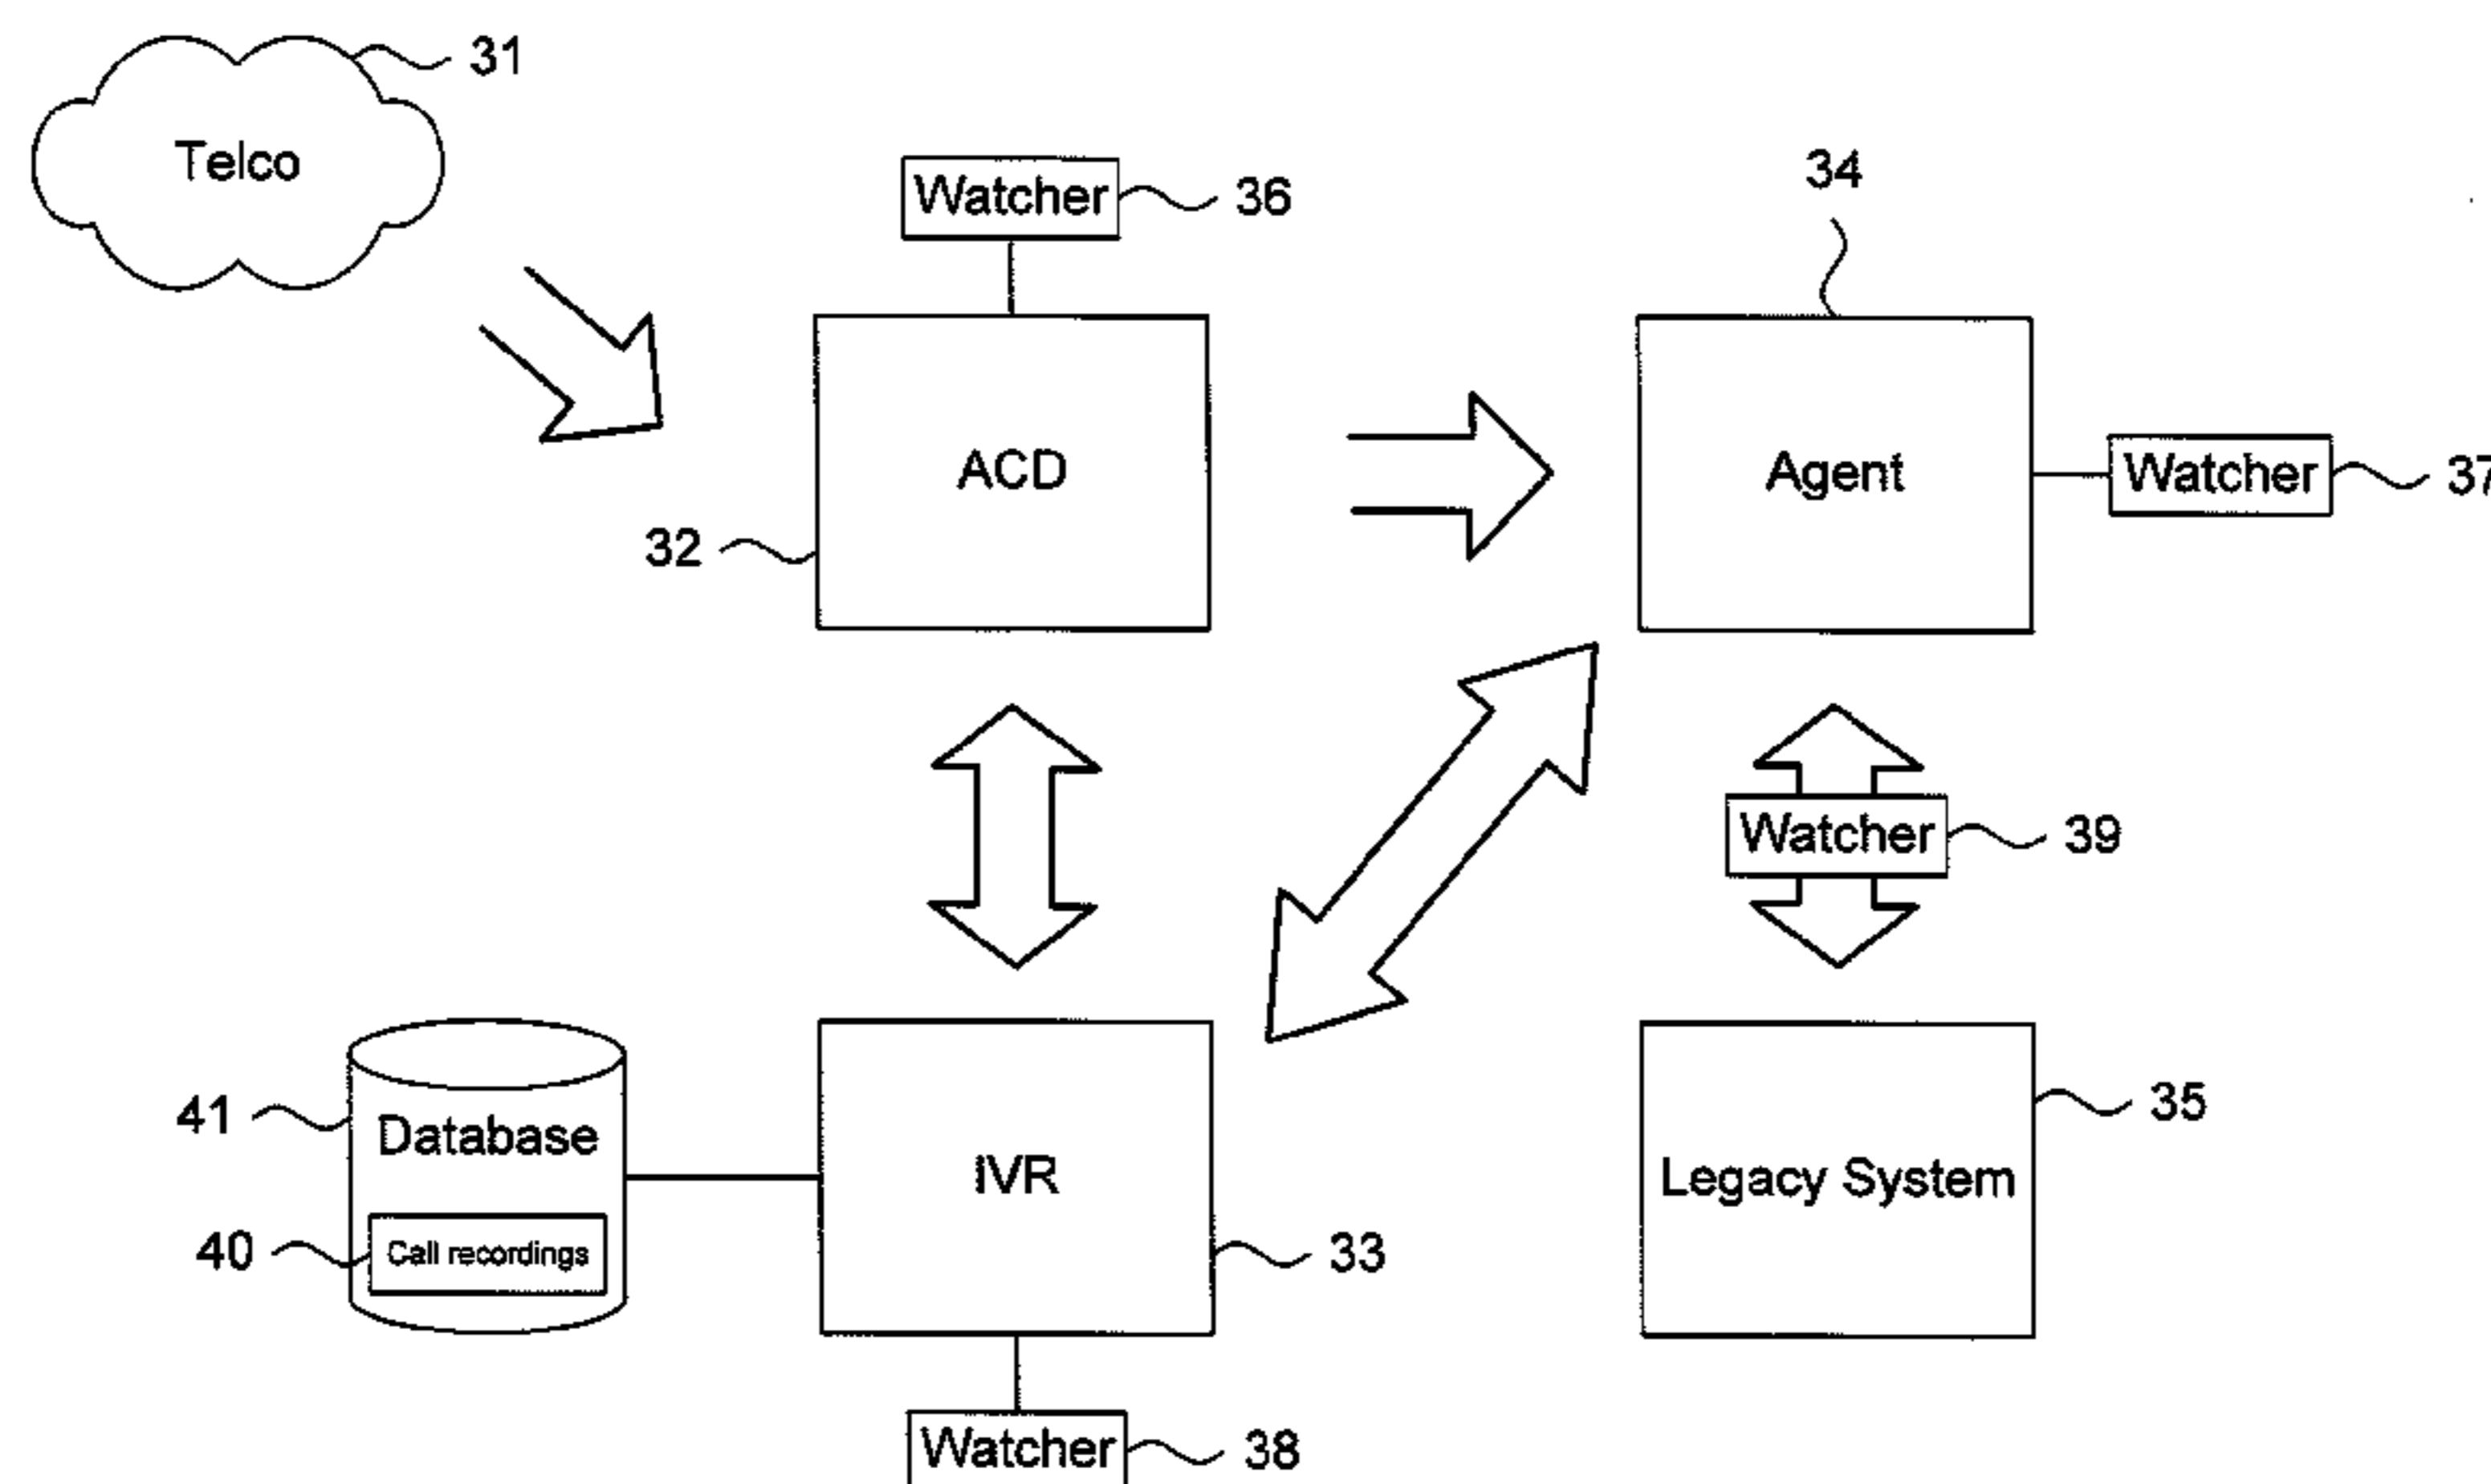 31
Telco
Watcher
36
34
ACD
32
Agent
Watcher
37
Watcher
39
41
Database
40
Call recordings
IVR
33
Legacy System
35
Watcher
38